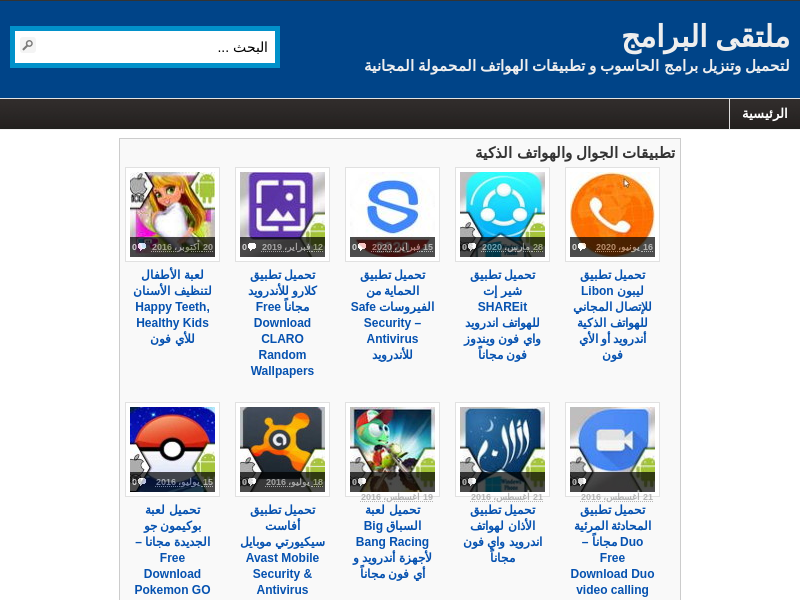 ملتقى البرامج
لتحميل وتنزيل برامج الحاسوب و تطبيقات الهواتف المحمولة المجانية
البحث ...
الرئيسية
تطبيقات الجوال والهواتف الذكية
16 يونيو، 2020
0
تحميل تطبيق
ليبون Libon
للإتصال المجاني
للهواتف الذكية
أندرويد أو الأي
فون
28 مارس، 2020
0
تحميل تطبيق
شير إت
SHAREit
للهواتف اندرويد
واي فون ويندوز
فون مجاناً
15 فبراير، 2020
0
تحميل تطبيق
الحماية من
الفيروسات Safe
Security –
Antivirus
للأندرويد
12 فبراير، 2019
0
تحميل تطبيق
كلارو للأندرويد
مجاناً Free
Download
CLARO
Random
Wallpapers
20 أكتوبر، 2016
0
لعبة الأطفال
لتنظيف الأسنان
Happy Teeth,
Healthy Kids
للأي فون
21 اغسطس، 2016
0
تحميل تطبيق
المحادثة المرئية
Duo مجاناً –
Free
Download Duo
video calling
21 اغسطس، 2016
0
تحميل تطبيق
الأذان لهواتف
اندرويد واي فون
مجاناً
19 اغسطس، 2016
0
تحميل لعبة
السباق Big
Bang Racing
لأجهزة أندرويد و
أي فون مجاناً
18 يوليو، 2016
0
تحميل تطبيق
أفاست
سيكيورتي موبايل
Avast Mobile
Security &
Antivirus
15 يوليو، 2016
0
تحميل لعبة
بوكيمون جو
الجديدة مجانا –
Free
Download
Pokemon GO